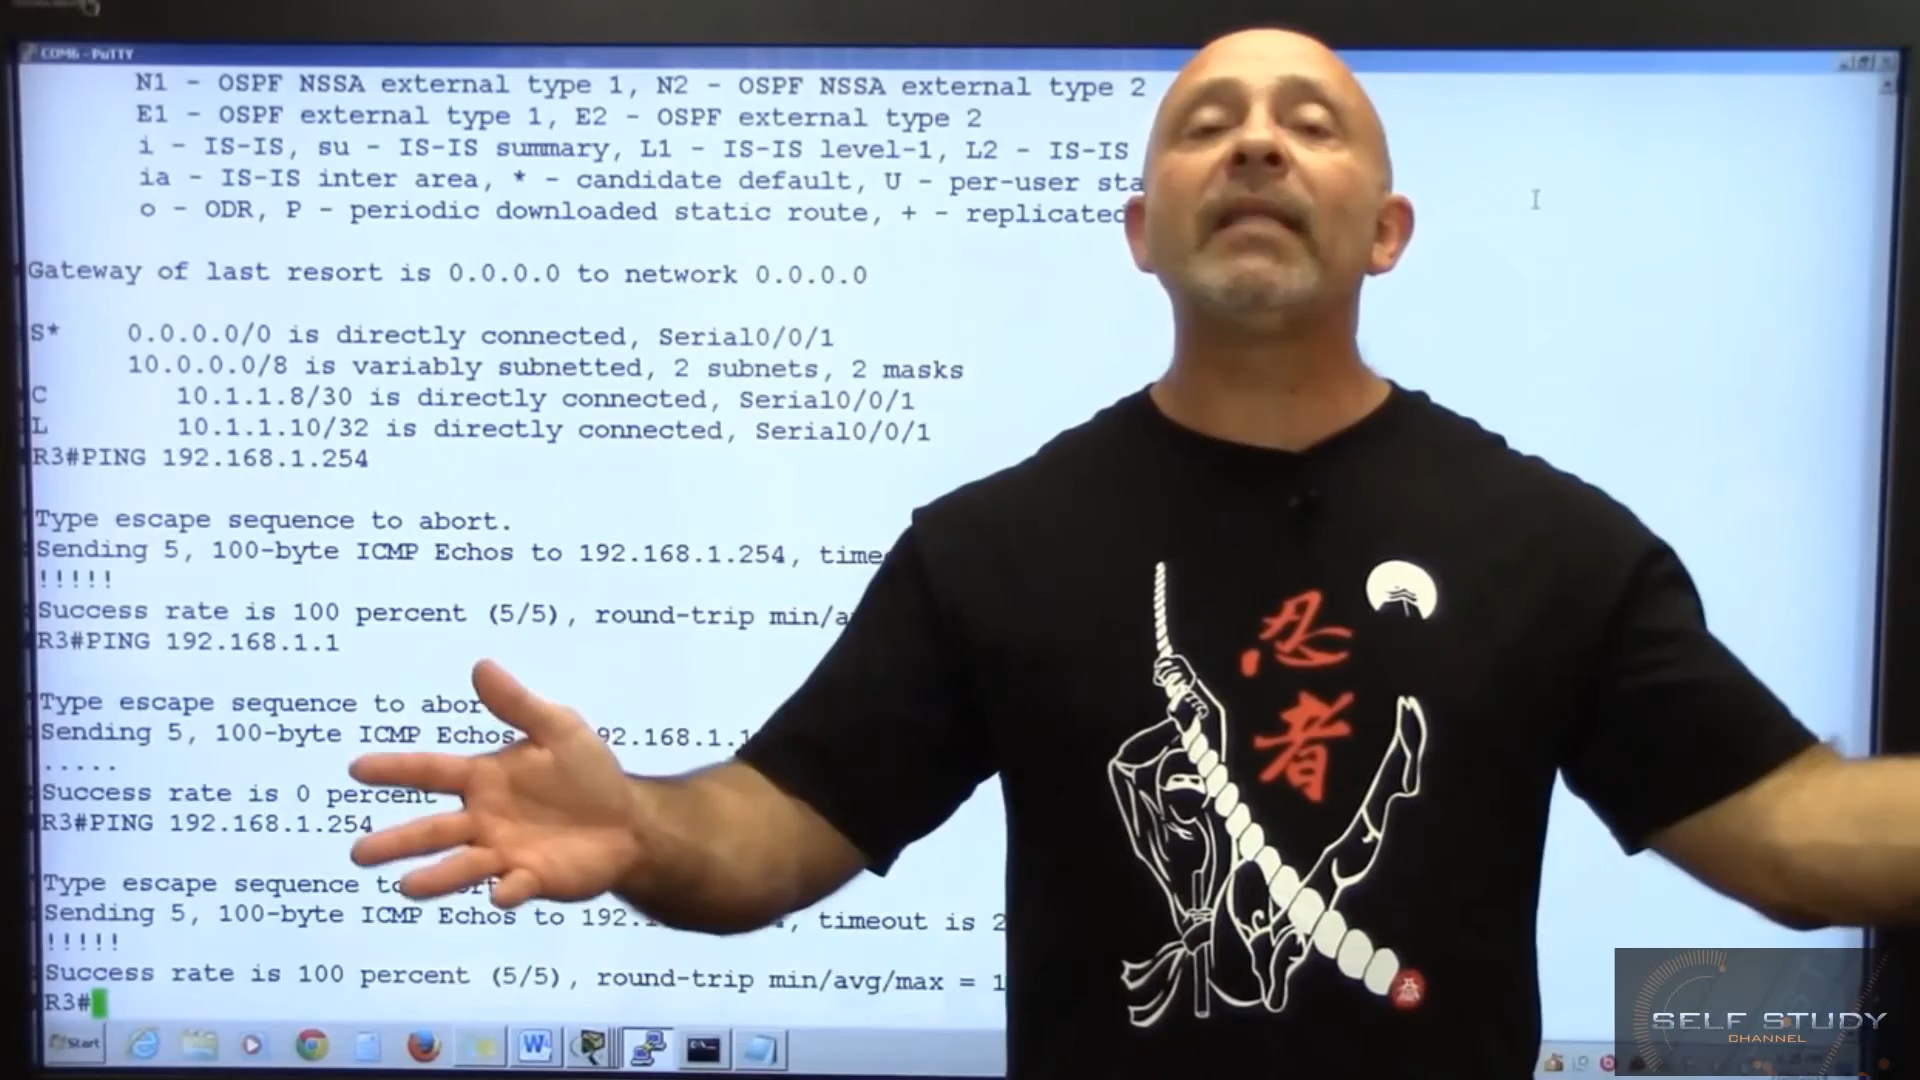 COM6 - PuTTY
N1 - OSPF NSSA external type 1, N2 - OSPF NSSA external type 2
E1 - OSPF external type 1, E2 - OSPF external type 2
i - IS-IS, su - IS-IS summary, L1 - IS-IS level-1, L2 - IS-IS
ia - IS-IS inter area, * - candidate default, U - per-user sta
o - ODR, P - periodic downloaded static route, + - replicated
Gateway of last resort is 0.0.0.0 to network 0.0.0.0
S* 0.0.0.0/0 is directly connected, Serial0/0/1
10.0.0.0/8 is variably subnetted, 2 subnets, 2 masks
C 10.1.1.8/30 is directly connected, Serial0/0/1
L 10.1.1.10/32 is directly connected, Serial0/0/1
R3#PING 192.168.1.254
Type escape sequence to abort.
Sending 5, 100-byte ICMP Echos to 192.168.1.254, time
!!!!!
Success rate is 100 percent (5/5), round-trip min/a
R3#PING 192.168.1.1
Type escape sequence to abor
Sending 5, 100-byte ICMP Echos 92.168.1.1
.....
Success rate is 0 percent
R3#PING 192.168.1.254
Type escape sequence to
Sending 5, 100-byte ICMP Echos to 192. , timeout is 2
!!!!!
Success rate is 100 percent (5/5), round-trip min/avg/max = 1
R3#
Start
忍者
SELF STUDY
CHANNEL